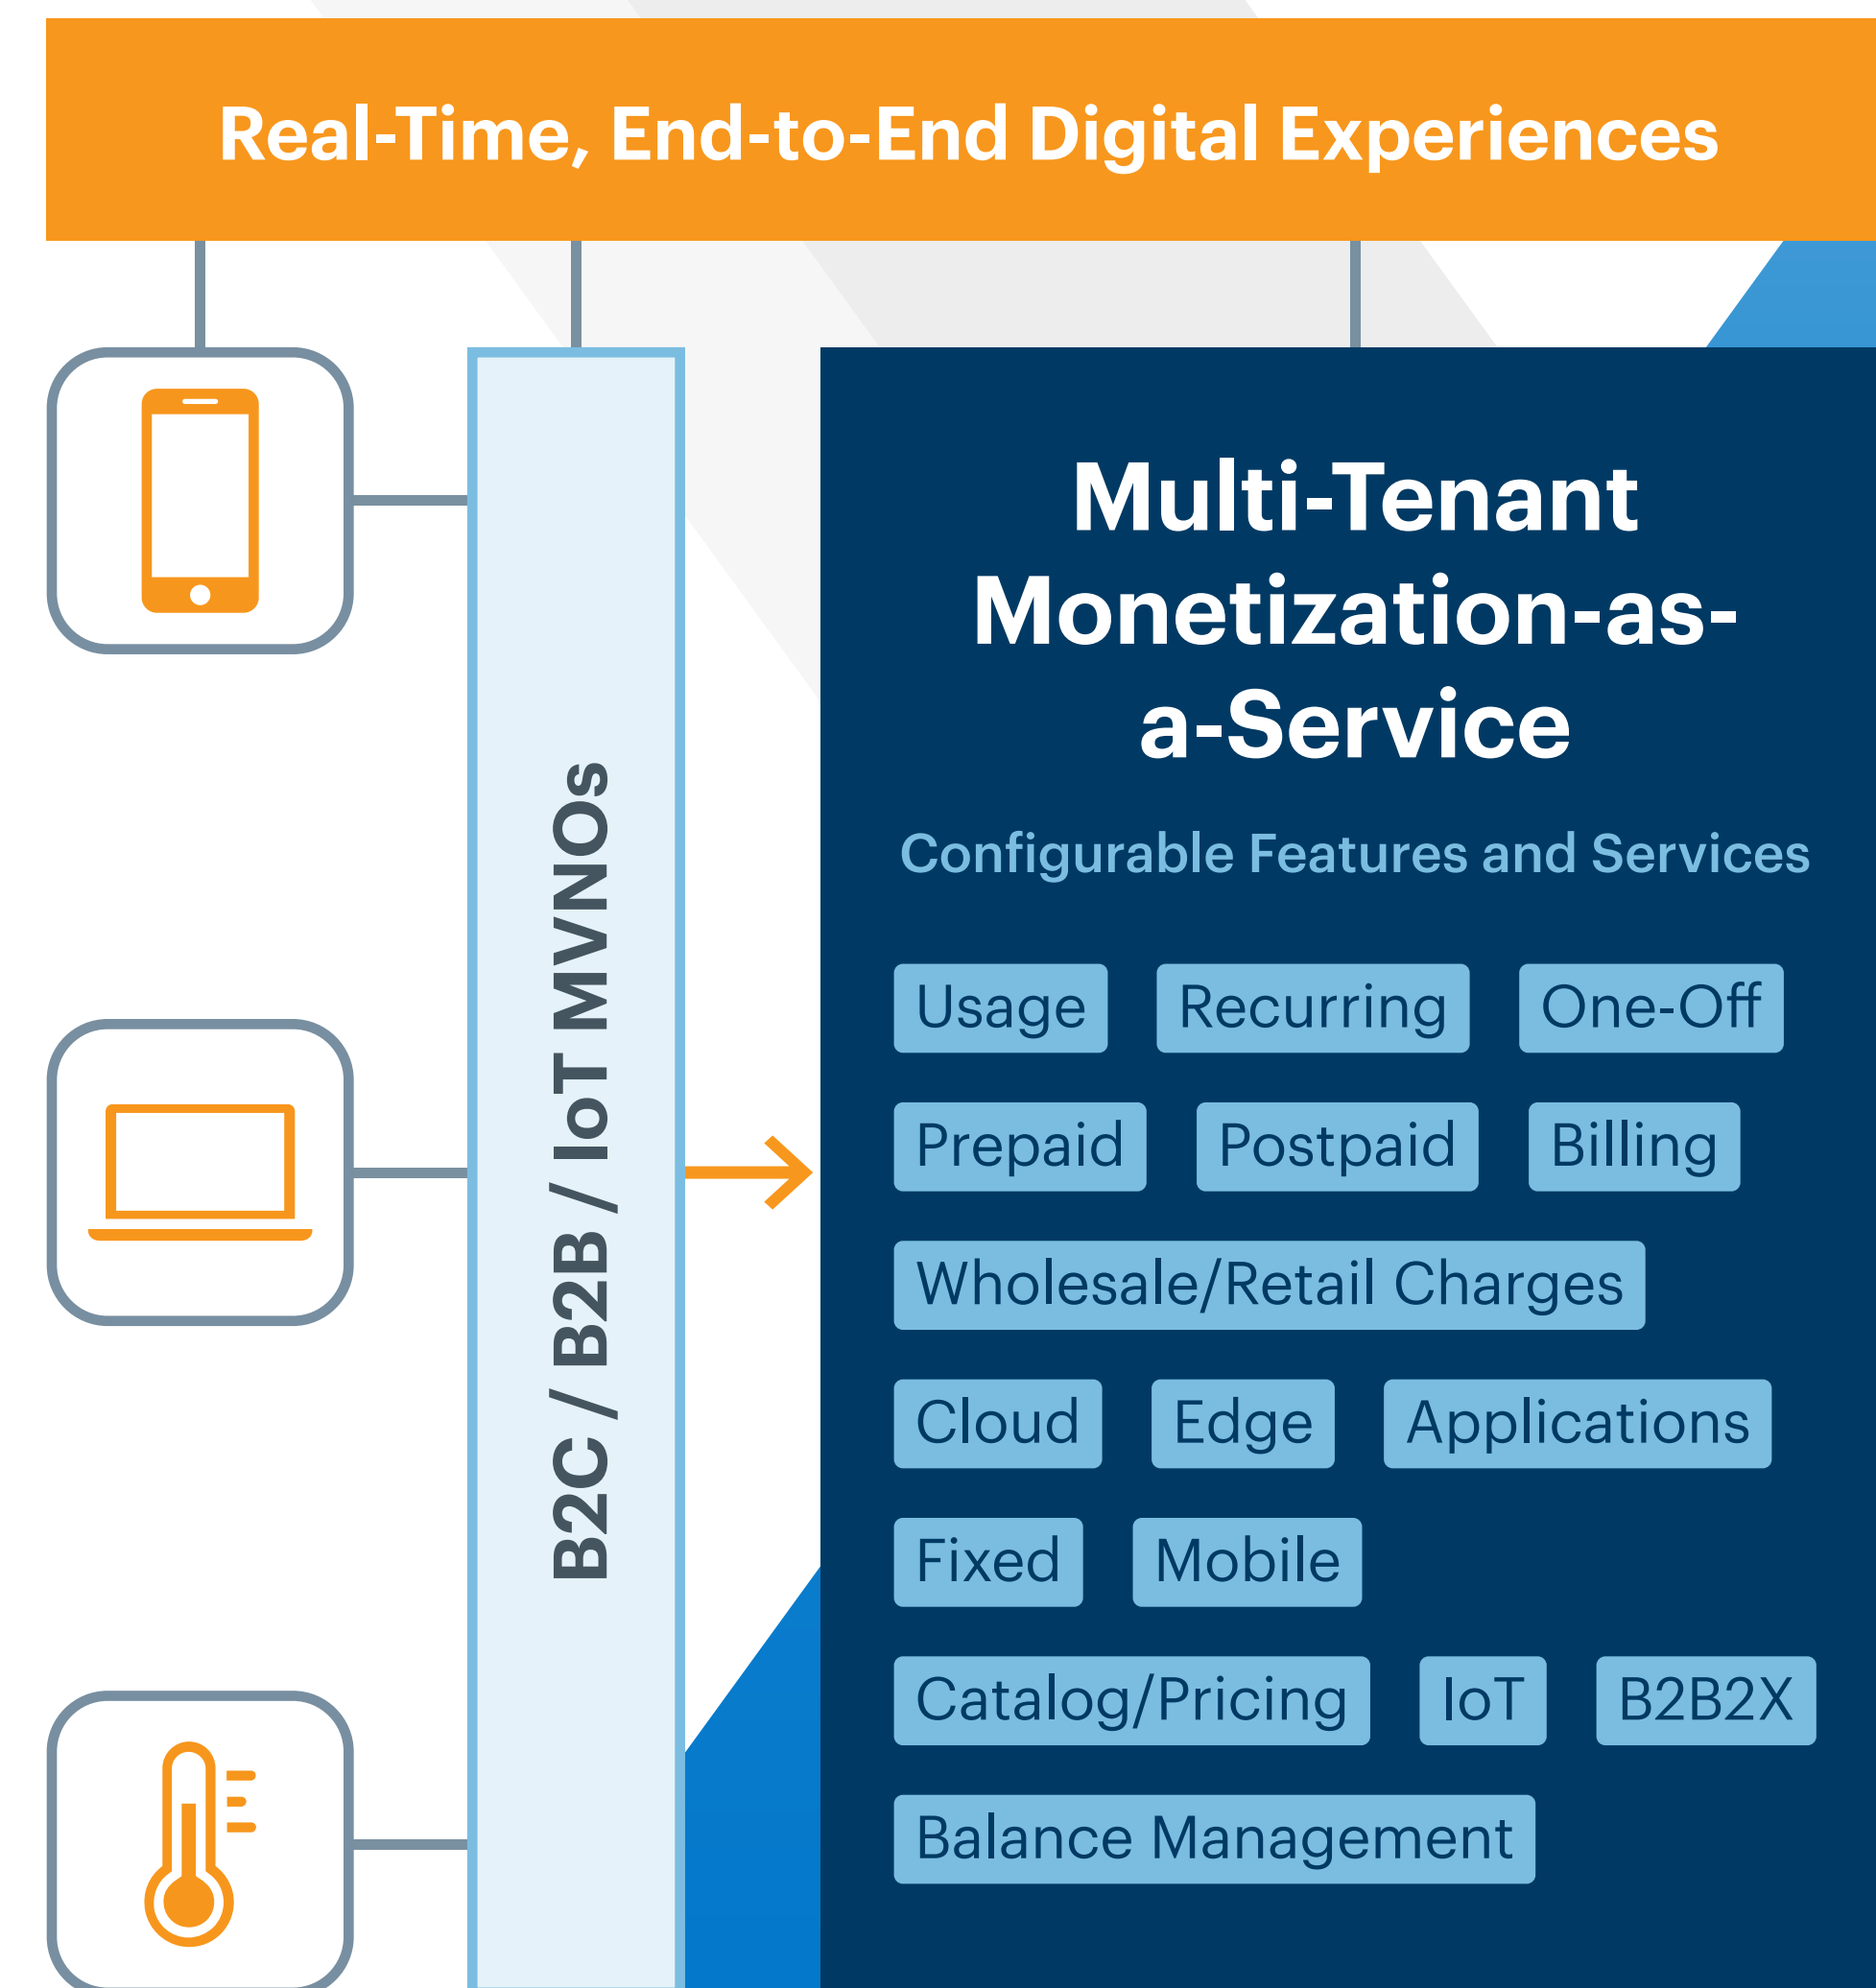 Real-Time, End-to-End Digital Experiences
B2C / B2B / IoT MVNOs
Multi-Tenant
Monetization-as-
a-Service
Configurable Features and Services
Usage Recurring One-Off
Prepaid Postpaid Billing
Wholesale/Retail Charges
Cloud Edge Applications
Fixed Mobile
Catalog/Pricing IoT B2B2X
Balance Management